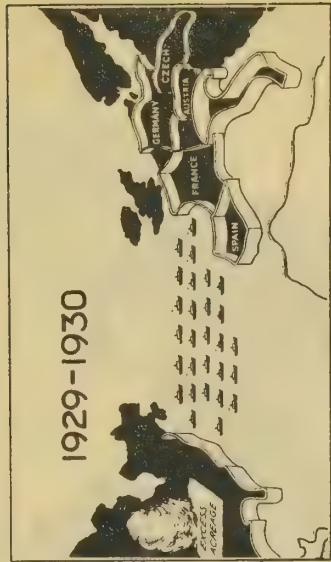 1929-1930
GERMANY
CZECH
AUSTRIA
FRANCE
SPAIN
EXCESS
ACREAGE